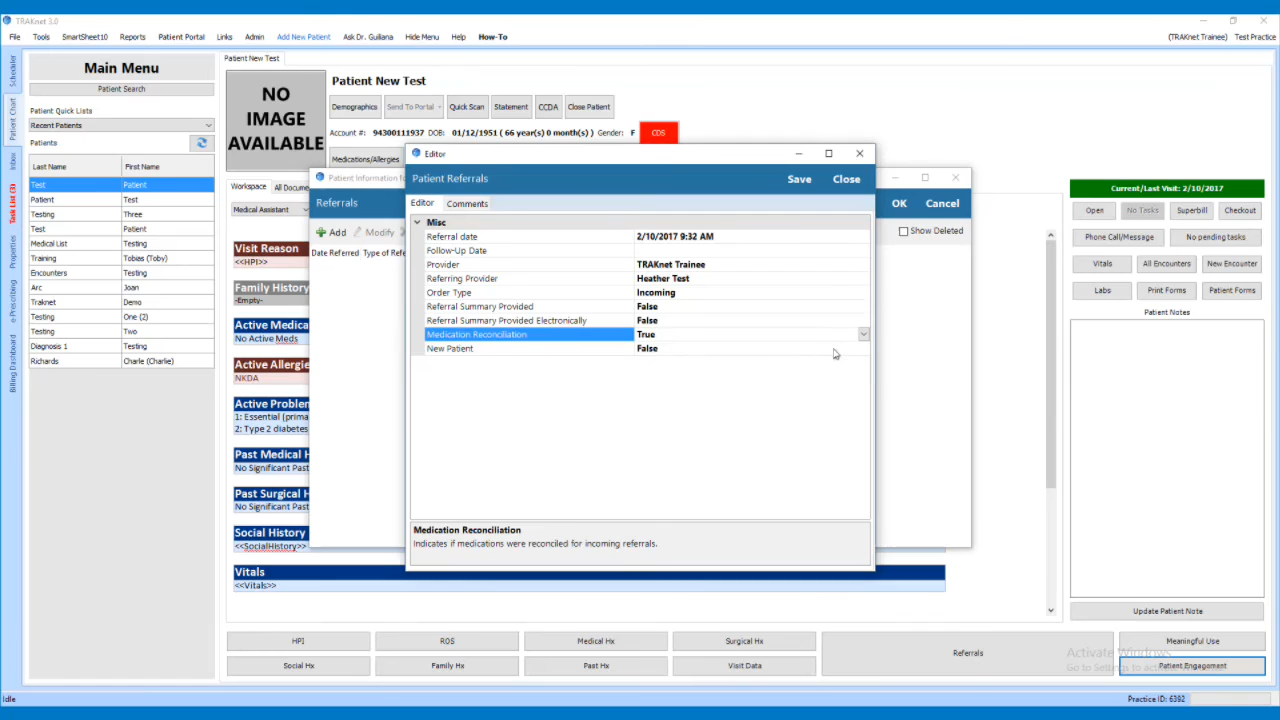 TRAKnet 3.0
File Tools SmartSheet10 Reports Patient Portal Links Admin Add New Patient Ask Dr. Guiliana Hide Menu Help How-To (TRAKnet Trainee) Test Practice
Scheduler
Patient Chart
Inbox
Task List (3)
Properties
e-Prescribing
Billing Dashboard
Main Menu
Patient Search
Patient Quick Lists
Recent Patients
Patients
Last Name First Name
Test Patient
Patient Test
Testing Three
Test Patient
Medical List Testing
Training Tobias (Toby)
Encounters Testing
Arc Joan
Traknet Demo
Testing One (2)
Testing Two
Diagnosis 1 Testing
Richards Charlie (Charlie)
Patient New Test
NO
IMAGE
AVAILABLE
Patient New Test
Demographics Send To Portal Quick Scan Statement CCDA Close Patient
Account #: 94300111937 DOB: 01/12/1951 ( 66 year(s) 0 month(s) ) Gender: F CDS
Medications/Allergies
Workspace All Docume
Medical Assistant
Visit Reason
<<HPI>>
Family History
-Empty-
Active Medica
No Active Meds
Active Allergie
NKDA
Active Problem
1: Essential (prima
2: Type 2 diabetes
Past Medical H
No Significant Past
Past Surgical H
No Significant Past
Social History
<<SocialHistory>>
Vitals
<<Vitals>>
Patient Information fo
Referrals OK Cancel
Add Modify Show Deleted
Date Referred Type of Refe
Editor
Patient Referrals Save Close
Editor Comments
Misc
Referral date 2/10/2017 9:32 AM
Follow-Up Date
Provider TRAKnet Trainee
Referring Provider Heather Test
Order Type Incoming
Referral Summary Provided False
Referral Summary Provided Electronically False
Medication Reconciliation True
New Patient False
Medication Reconciliation
Indicates if medications were reconciled for incoming referrals.
Current/Last Visit: 2/10/2017
Open No Tasks Superbill Checkout
Phone Call/Message No pending tasks
Vitals All Encounters New Encounter
Labs Print Forms Patient Forms
Patient Notes
Update Patient Note
HPI ROS Medical Hx Surgical Hx Referrals Meaningful Use
Social Hx Family Hx Past Hx Visit Data Patient Engagement
Activate Windows
Go to Settings to activate Windows.
Idle Practice ID: 6392